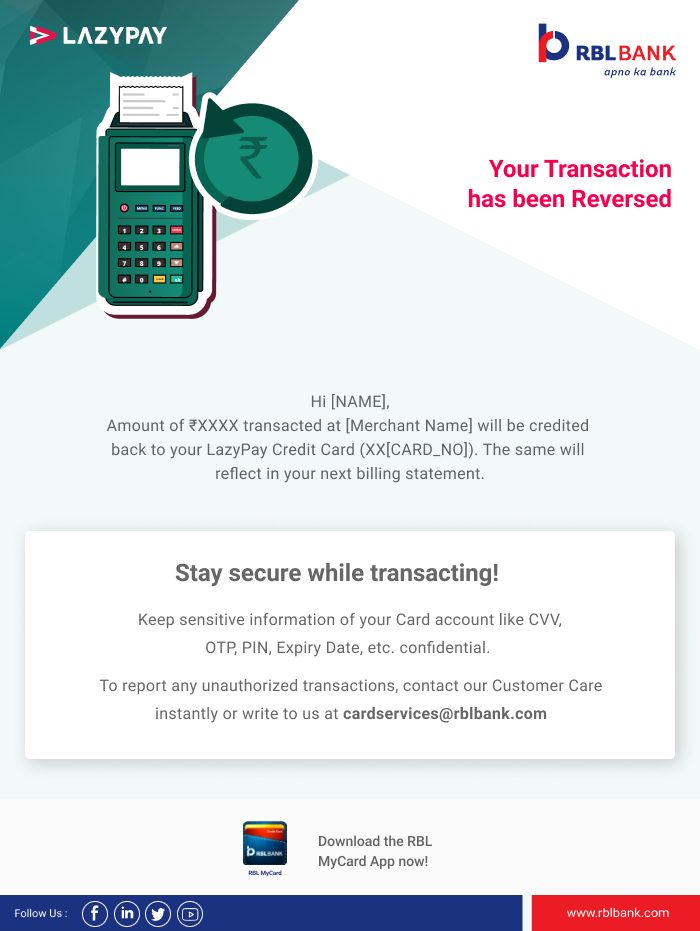 LAZYPAY
RBLBANK
apno ka bank
Your Transaction
has been Reversed
MENU FUNC FEED
1 2 3
4 5 6
7 8 9
# 0 ok
Hi [NAME],
Amount of ₹XXXX transacted at [Merchant Name] will be credited
back to your LazyPay Credit Card (XX[CARD_NO]). The same will
reflect in your next billing statement.
Stay secure while transacting!
Keep sensitive information of your Card account like CVV,
OTP, PIN, Expiry Date, etc. confidential.
To report any unauthorized transactions, contact our Customer Care
instantly or write to us at cardservices@rblbank.com
Credit Card
RBLBANK
RBL MyCard
Download the RBL
MyCard App now!
Follow Us :
www.rblbank.com